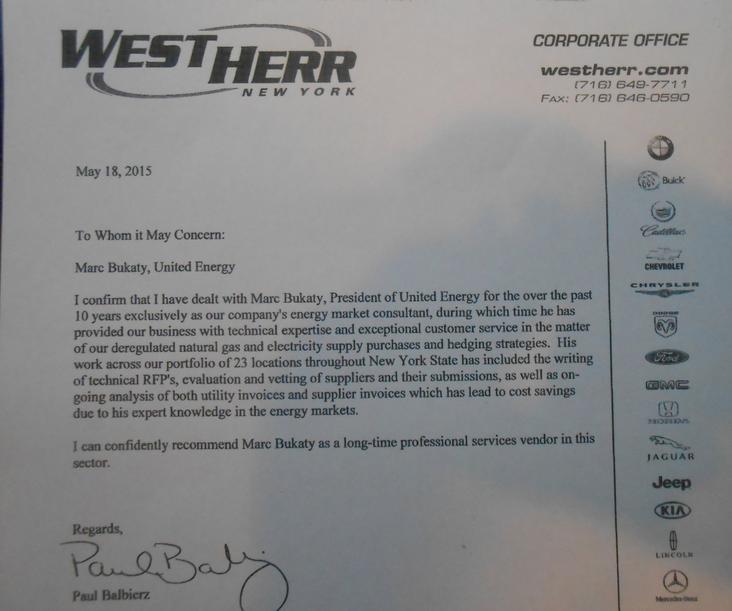 WEST HERR
NEW YORK
CORPORATE OFFICE
westherr.com
(716) 649-7711
FAX: (716) 646-0590
May 18, 2015
To Whom it May Concern:
Marc Bukaty, United Energy
I confirm that I have dealt with Marc Bukaty, President of United Energy for the over the past
10 years exclusively as our company's energy market consultant, during which time he has
provided our business with technical expertise and exceptional customer service in the matter
of our deregulated natural gas and electricity supply purchases and hedging strategies. His
work across our portfolio of 23 locations throughout New York State has included the writing
of technical RFP's, evaluation and vetting of suppliers and their submissions, as well as on-
going analysis of both utility invoices and supplier invoices which has lead to cost savings
due to his expert knowledge in the energy markets.
I can confidently recommend Marc Bukaty as a long-time professional services vendor in this
sector.
Regards,
Paul Balbierz
Buick
Cadillac
CHEVROLET
CHRYSLER
DODGE
Ford
GMC
JAGUAR
Jeep
KIA
LINCOLN
Mercedes-Benz